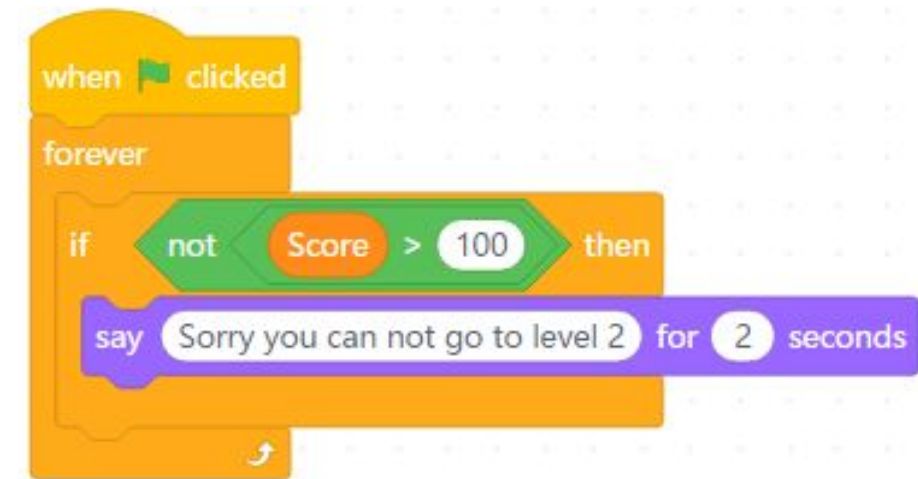 when clicked
forever
if not Score > 100 then
say Sorry you can not go to level 2 for 2 seconds